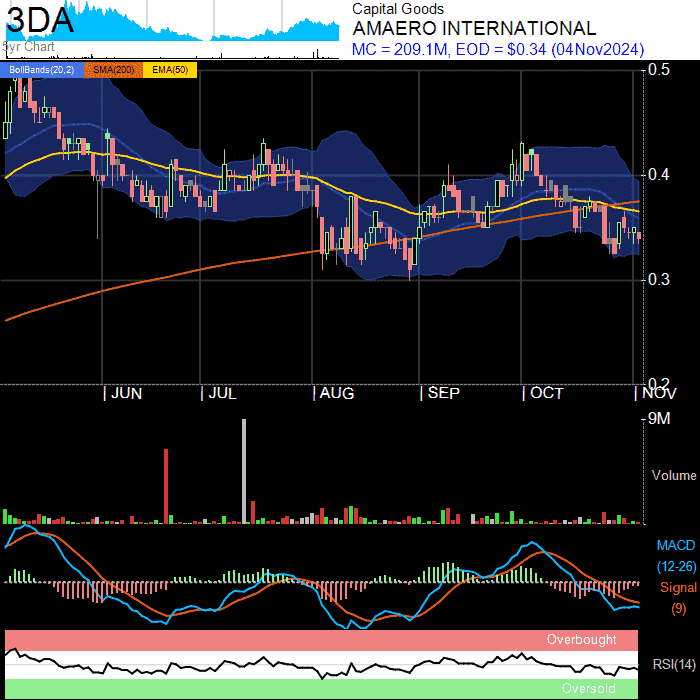 3DA
5yr Chart
Capital Goods
AMAERO INTERNATIONAL
MC = 209.1M, EOD = $0.34 (04Nov2024)
BollBands(20,2) SMA(200) EMA(50)
0.5
0.4
0.3
0.2
JUN JUL AUG SEP OCT NOV
9M
Volume
MACD
(12-26)
Signal
(9)
Overbought
RSI(14)
Oversold